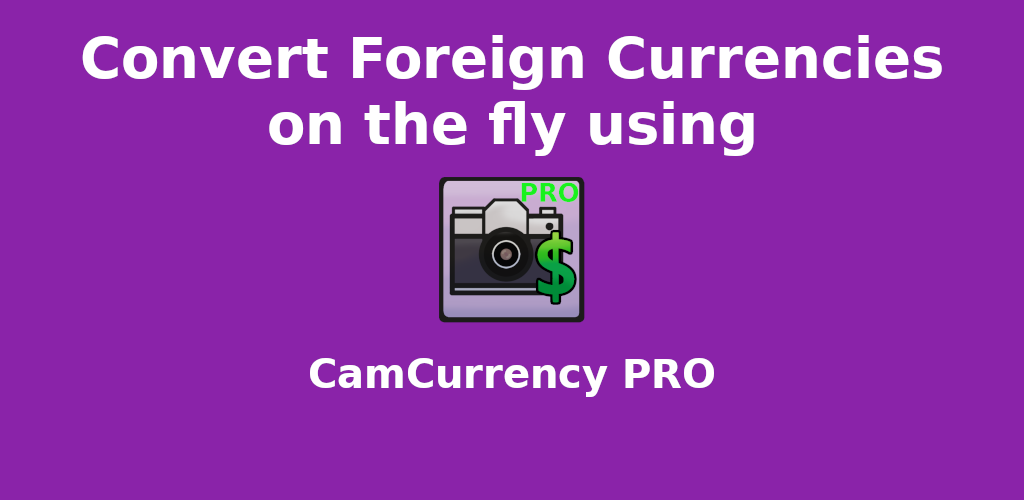 Convert Foreign Currencies
on the fly using
PRO
$
CamCurrency PRO